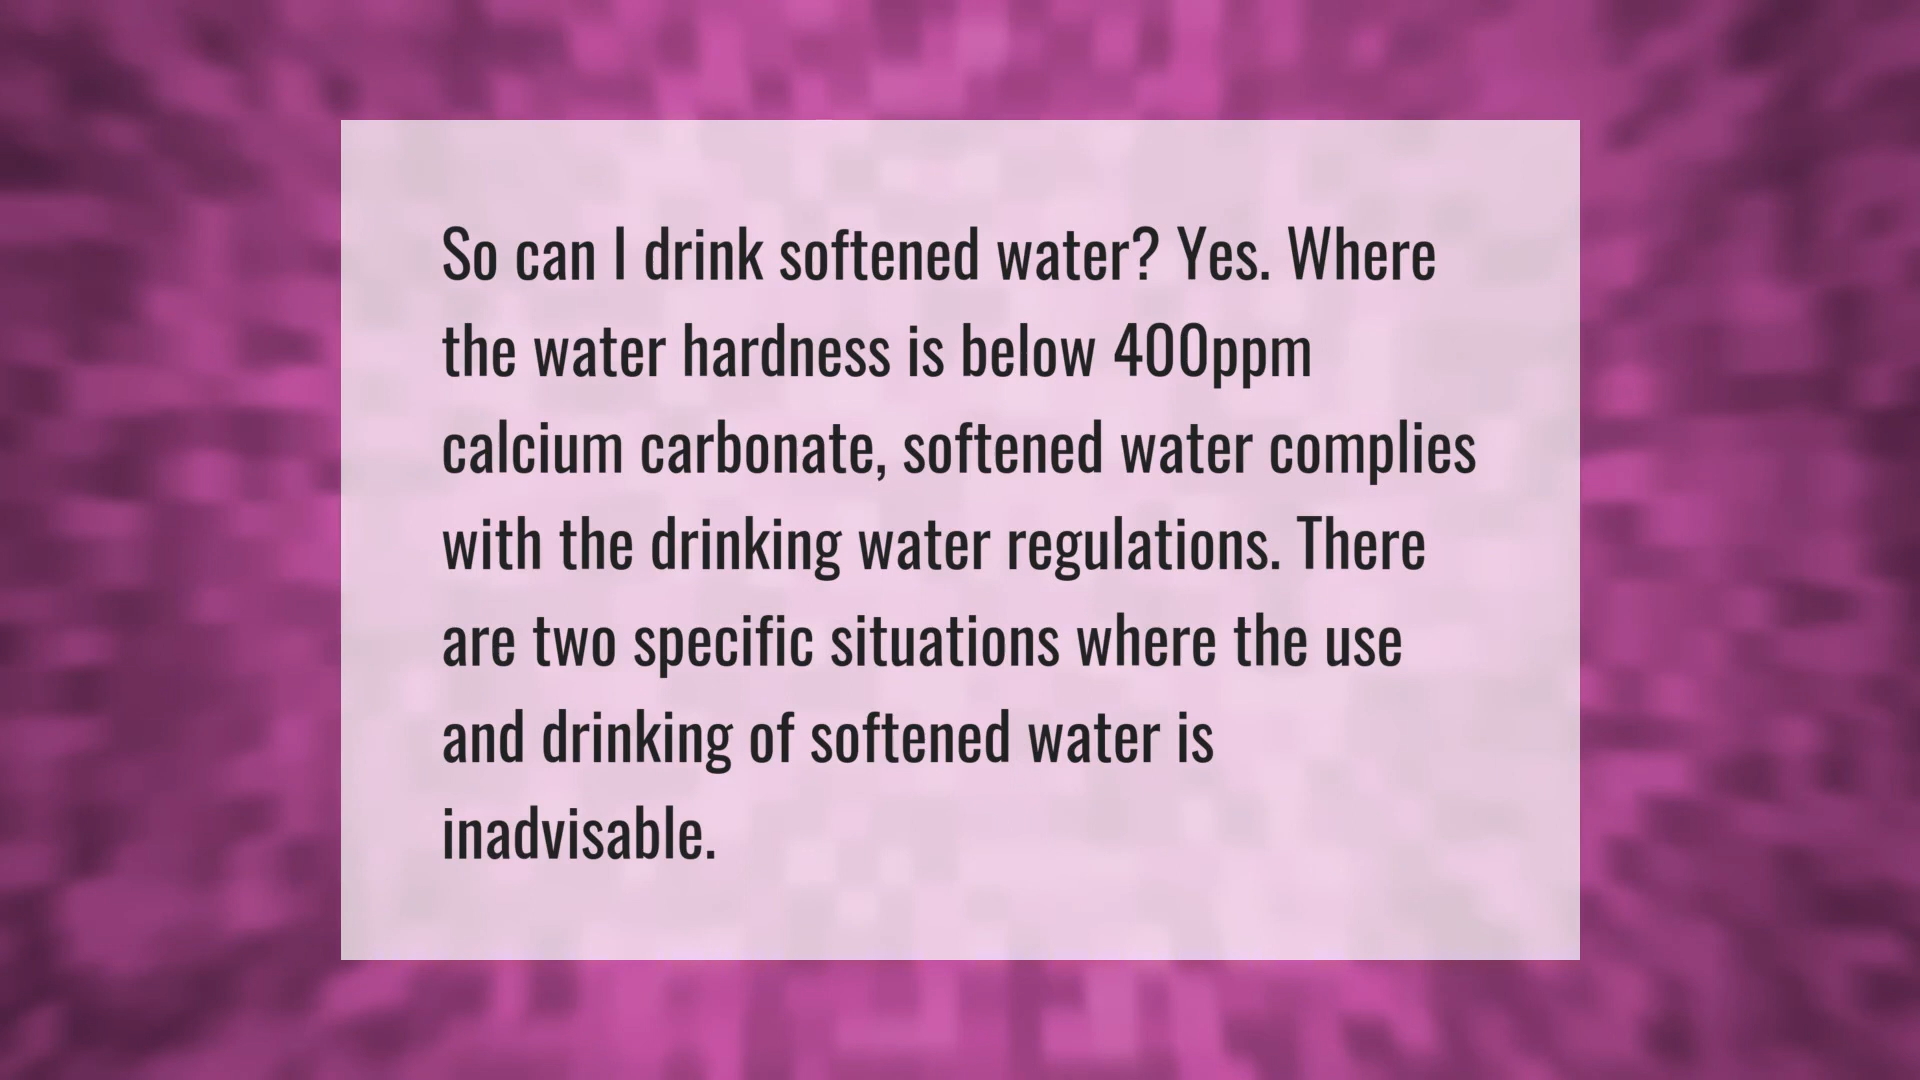 So can I drink softened water? Yes. Where
the water hardness is below 400ppm
calcium carbonate, softened water complies
with the drinking water regulations. There
are two specific situations where the use
and drinking of softened water is
inadvisable.